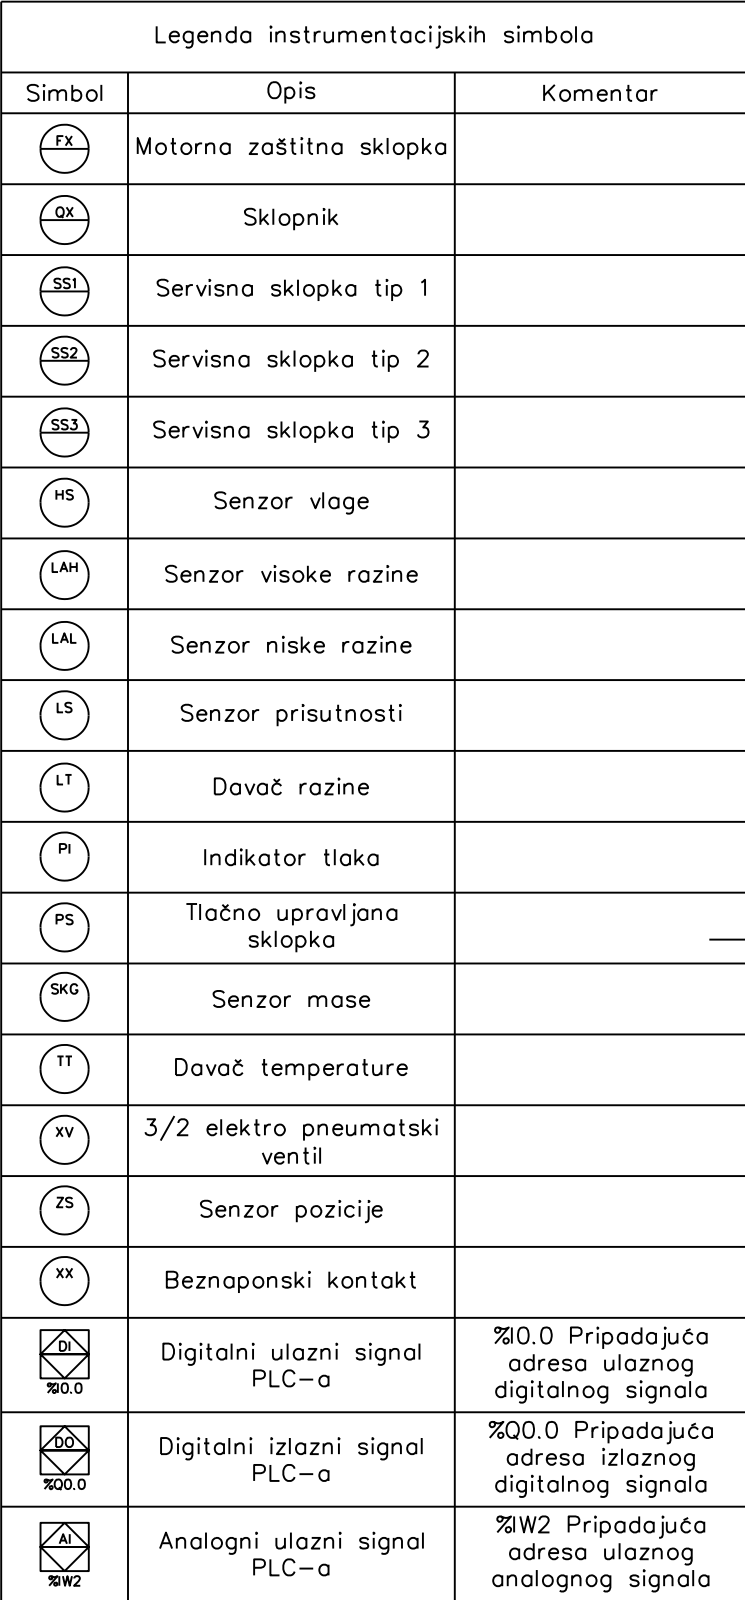 Legenda instrumentacijskih simbola
Simbol Opis Komentar
FX Motorna zaštitna sklopka
QX Sklopnik
SS1 Servisna sklopka tip 1
SS2 Servisna sklopka tip 2
SS3 Servisna sklopka tip 3
HS Senzor vlage
LAH Senzor visoke razine
LAL Senzor niske razine
LS Senzor prisutnosti
LT Davač razine
PI Indikator tlaka
PS Tlačno upravljana
sklopka
SKG Senzor mase
TT Davač temperature
XV 3/2 elektro pneumatski
ventil
ZS Senzor pozicije
XX Beznaponski kontakt
DI
%I0.0
Digitalni ulazni signal
PLC-a
%I0.0 Pripadajuća
adresa ulaznog
digitalnog signala
DO
%Q0.0
Digitalni izlazni signal
PLC-a
%Q0.0 Pripadajuća
adresa izlaznog
digitalnog signala
AI
%IW2
Analogni ulazni signal
PLC-a
%IW2 Pripadajuća
adresa ulaznog
analognog signala